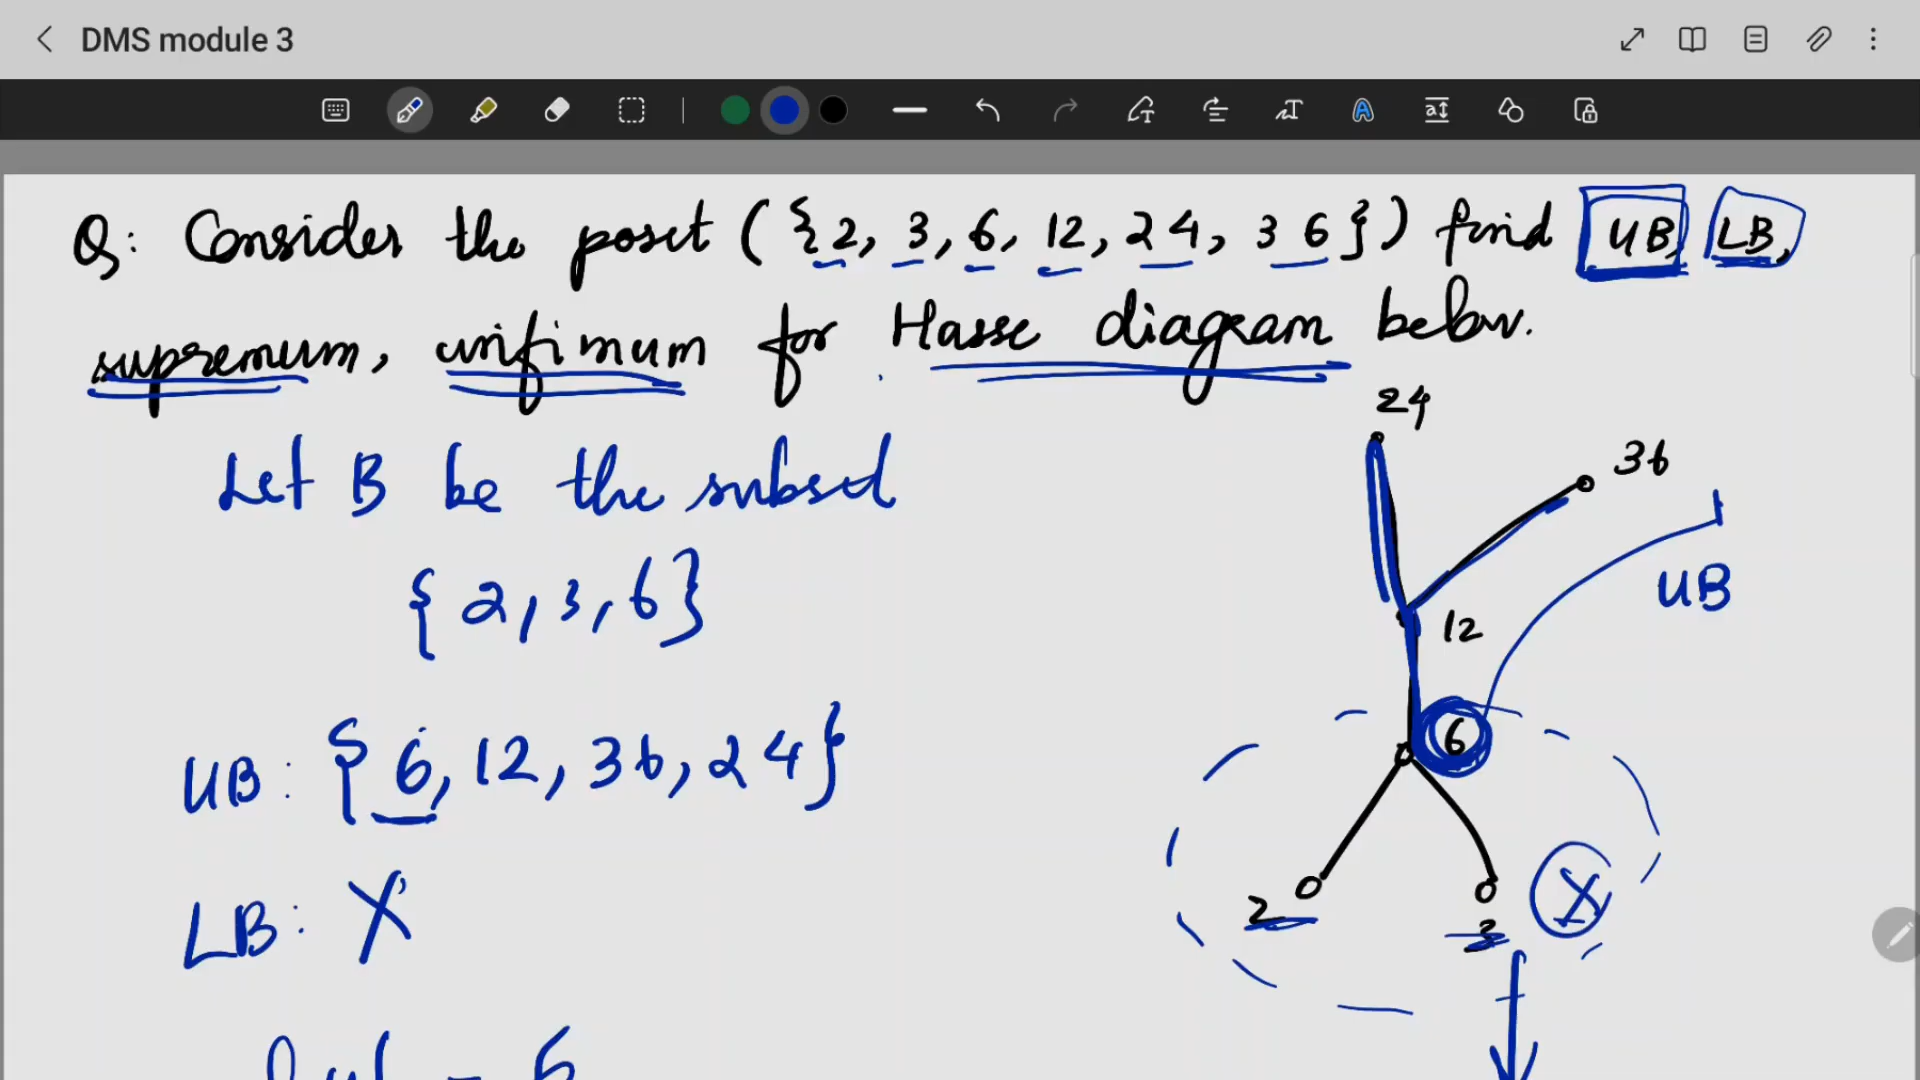 DMS module 3
Q: Consider the poset ({2, 3, 6, 12, 24, 36}) find UB, LB,
supremum, unifimum for Hasse diagram below.
24
36
Let B be the subset
{2, 3, 6}
UB
12
6
UB: {6, 12, 36, 24}
2
3
X
LB: X